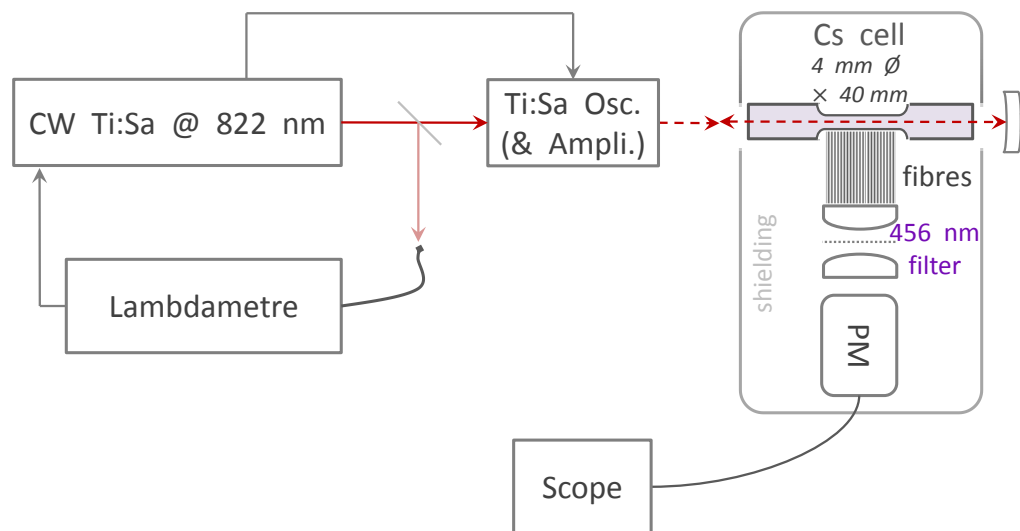 CW Ti:Sa @ 822 nm
Ti:Sa Osc.
(& Ampli.)
Cs cell
4 mm Ø
× 40 mm
fibres
456 nm
filter
shielding
Lambdametre
PM
Scope